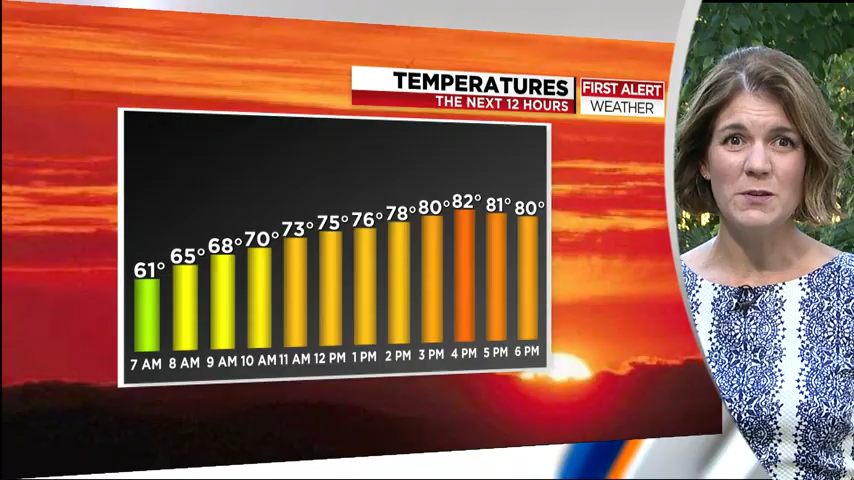 TEMPERATURES
THE NEXT 12 HOURS
FIRST ALERT
WEATHER
61° 65° 68° 70° 73° 75° 76° 78° 80° 82° 81° 80°
7 AM 8 AM 9 AM 10 AM 11 AM 12 PM 1 PM 2 PM 3 PM 4 PM 5 PM 6 PM